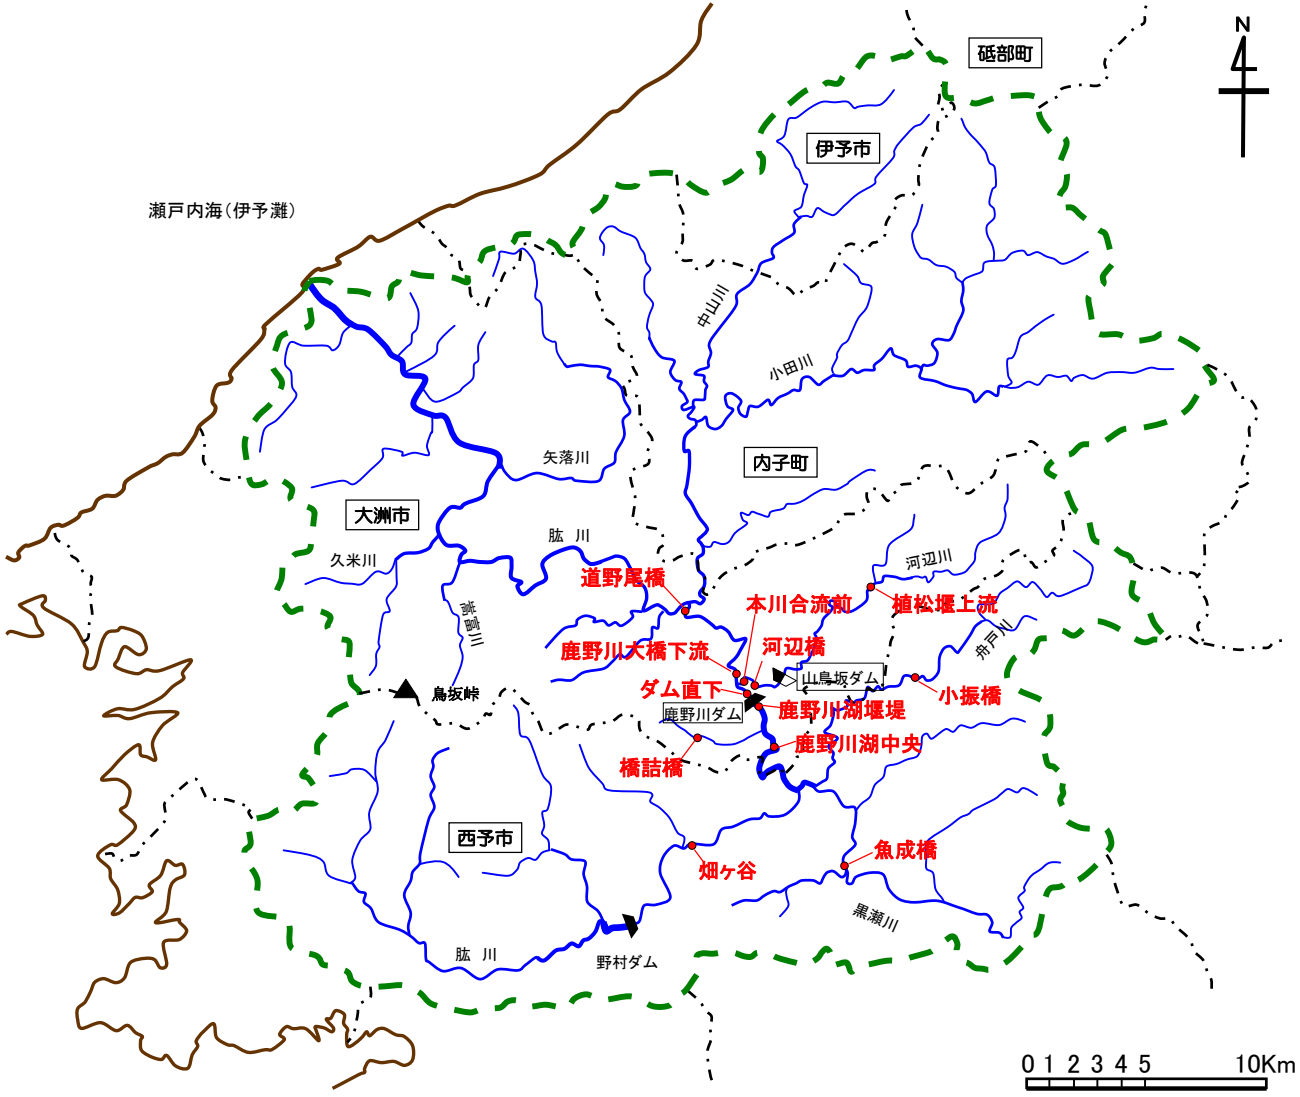 N
砥部町
伊予市
瀬戸内海(伊予灘)
中山川
小田川
矢落川
内子町
大洲市
肱 川
久米川
河辺川
道野尾橋
本川合流前
植松堰上流
嵩富川
舟戸川
鹿野川大橋下流
河辺橋
山鳥坂ダム
鳥坂峠
ダム直下
小振橋
鹿野川ダム
鹿野川湖堰堤
鹿野川湖中央
橋詰橋
西予市
魚成橋
畑ヶ谷
黒瀬川
肱 川
野村ダム
0 1 2 3 4 5 10Km